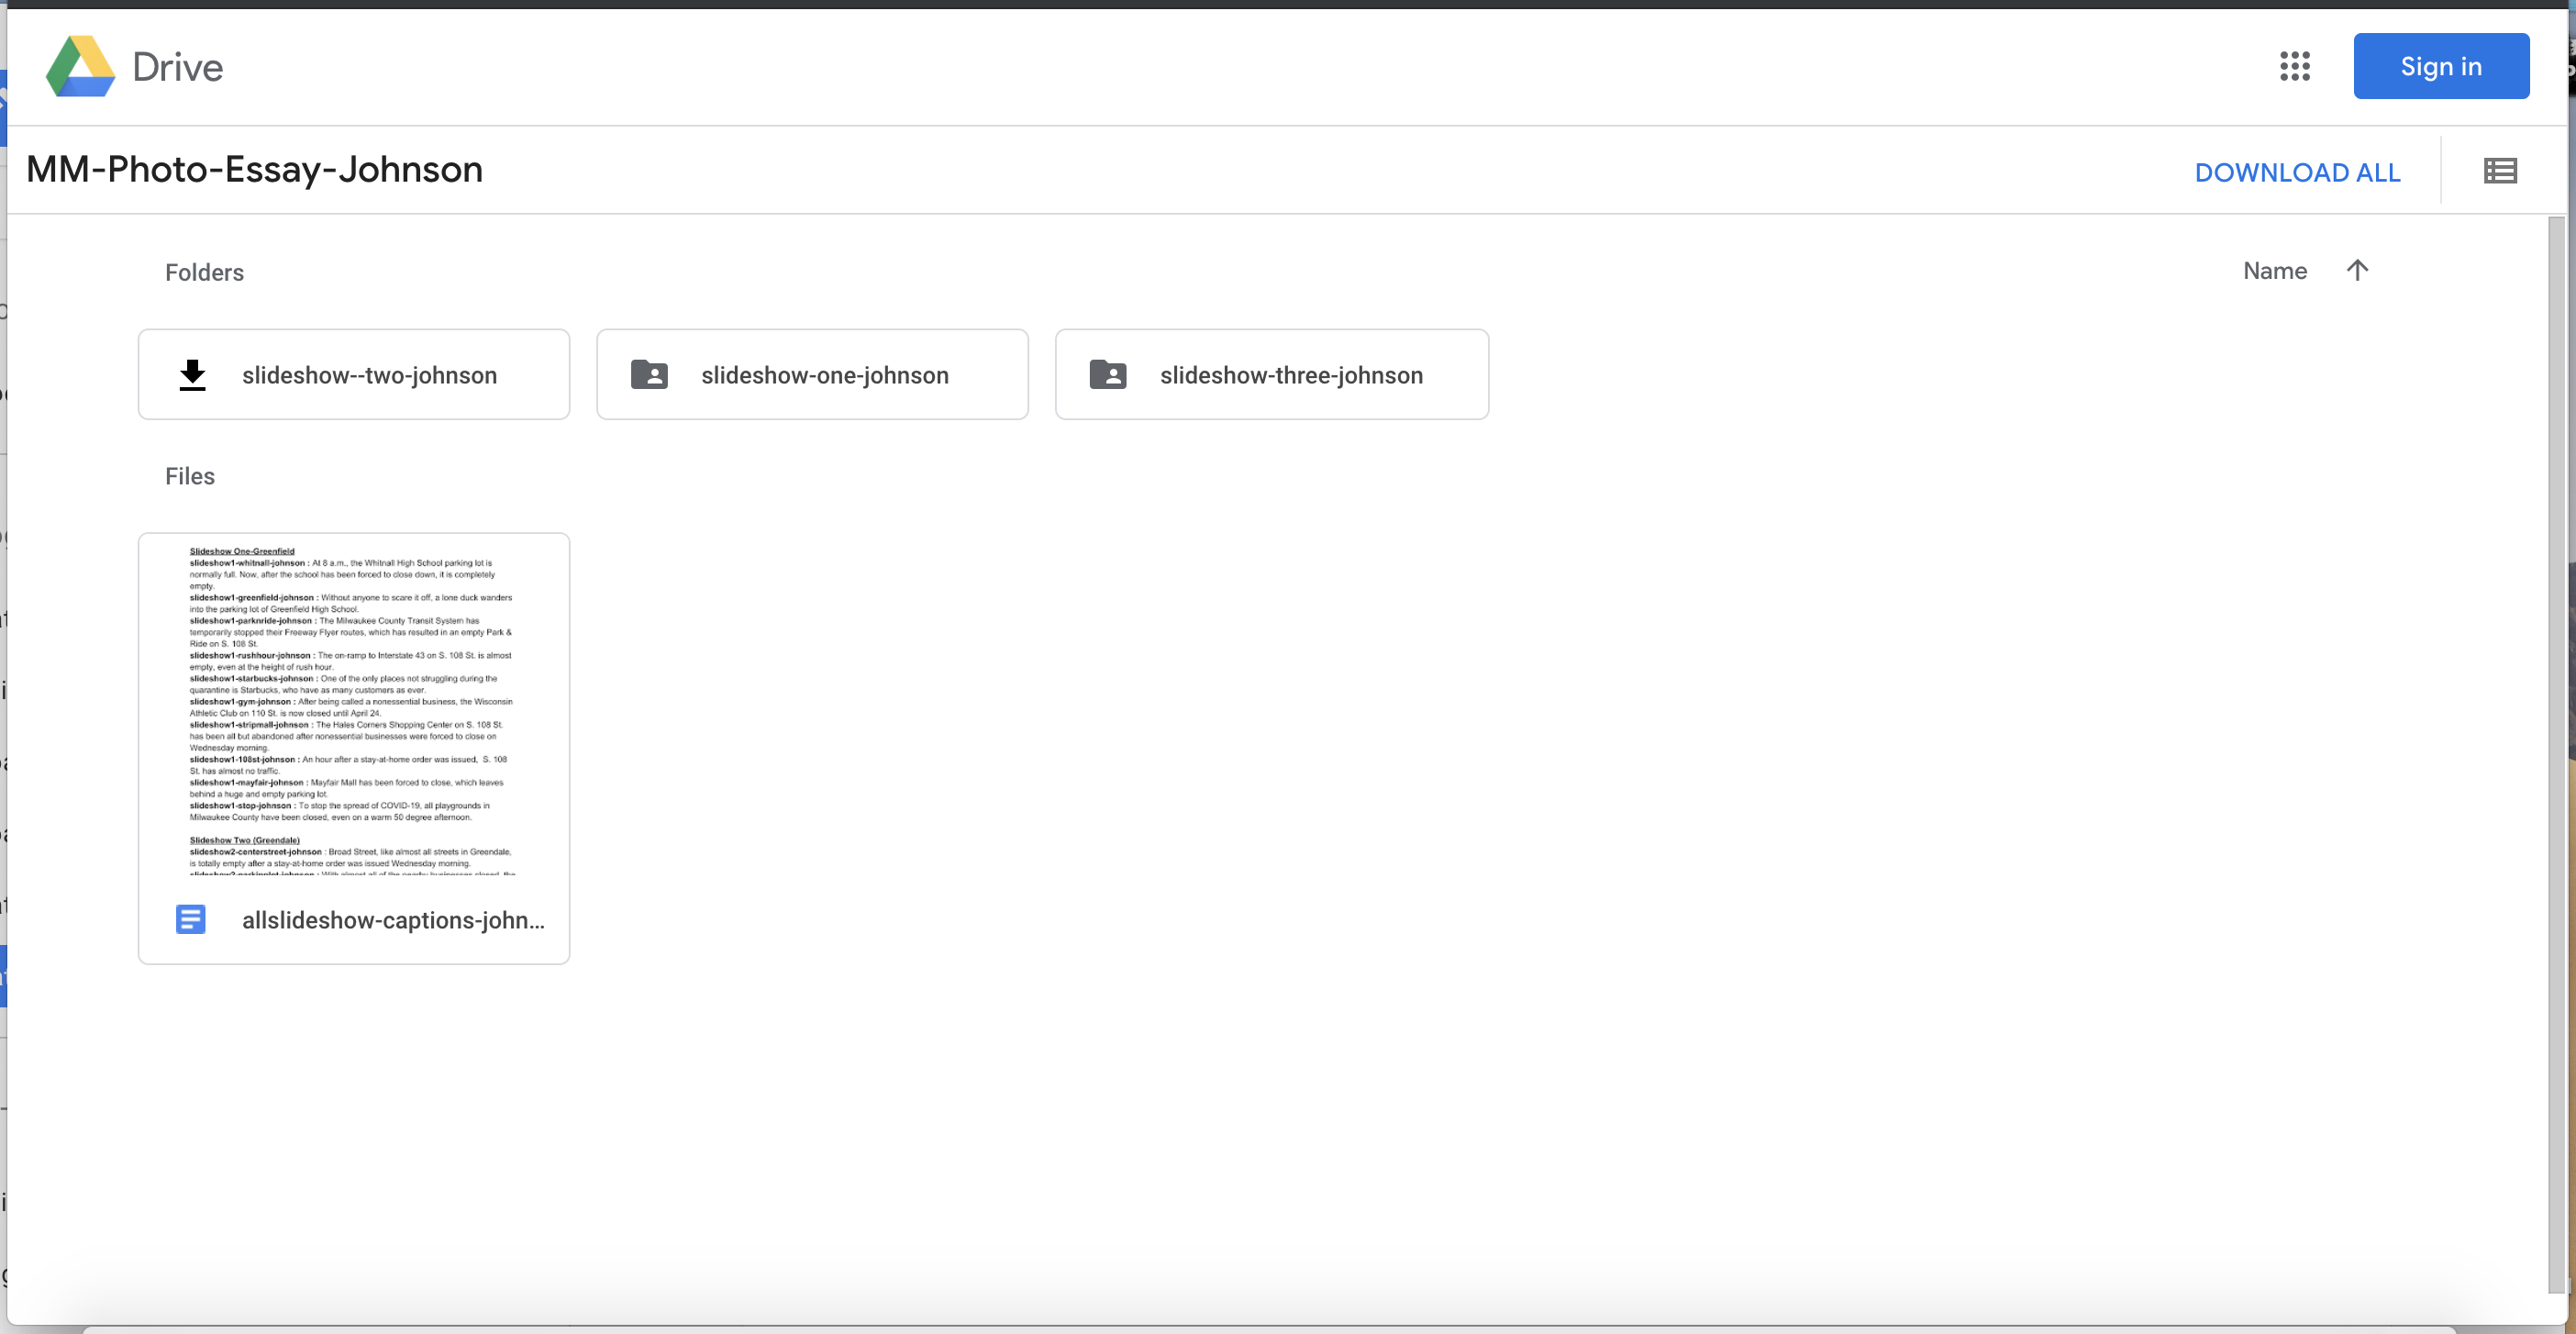 Drive
Sign in
MM-Photo-Essay-Johnson
DOWNLOAD ALL
Folders
Name
slideshow--two-johnson
slideshow-one-johnson
slideshow-three-johnson
Files
Slideshow One-Greenfield
slideshow1-whitnall-johnson : At 8 a.m., the Whitnall High School parking lot is
normally full. Now, after the school has been forced to close down, it is completely
empty.
slideshow1-greenfield-johnson : Without anyone to scare it off, a lone duck wanders
into the parking lot of Greenfield High School.
slideshow1-parknride-johnson : The Milwaukee County Transit System has
temporarily stopped their Freeway Flyer routes, which has resulted in an empty Park &
Ride on S. 108 St.
slideshow1-rushhour-johnson : The on-ramp to Interstate 43 on S. 108 St. is almost
empty, even at the height of rush hour.
slideshow1-starbucks-johnson : One of the only places not struggling during the
quarantine is Starbucks, who have as many customers as ever.
slideshow1-gym-johnson : After being called a nonessential business, the Wisconsin
Athletic Club on 110 St. is now closed until April 24.
slideshow1-stripmall-johnson : The Hales Corners Shopping Center on S. 108 St.
has been all but abandoned after nonessential businesses were forced to close on
Wednesday morning.
slideshow1-108st-johnson : An hour after a stay-at-home order was issued, S. 108
St. has almost no traffic.
slideshow1-mayfair-johnson : Mayfair Mall has been forced to close, which leaves
behind a huge and empty parking lot.
slideshow1-stop-johnson : To stop the spread of COVID-19, all playgrounds in
Milwaukee County have been closed, even on a warm 50 degree afternoon.
Slideshow Two (Greendale)
slideshow2-centerstreet-johnson : Broad Street, like almost all streets in Greendale,
is totally empty after a stay-at-home order was issued Wednesday morning.
slideshow2-parkinglot-johnson : With almost all of the nearby businesses closed, the
allslideshow-captions-john...